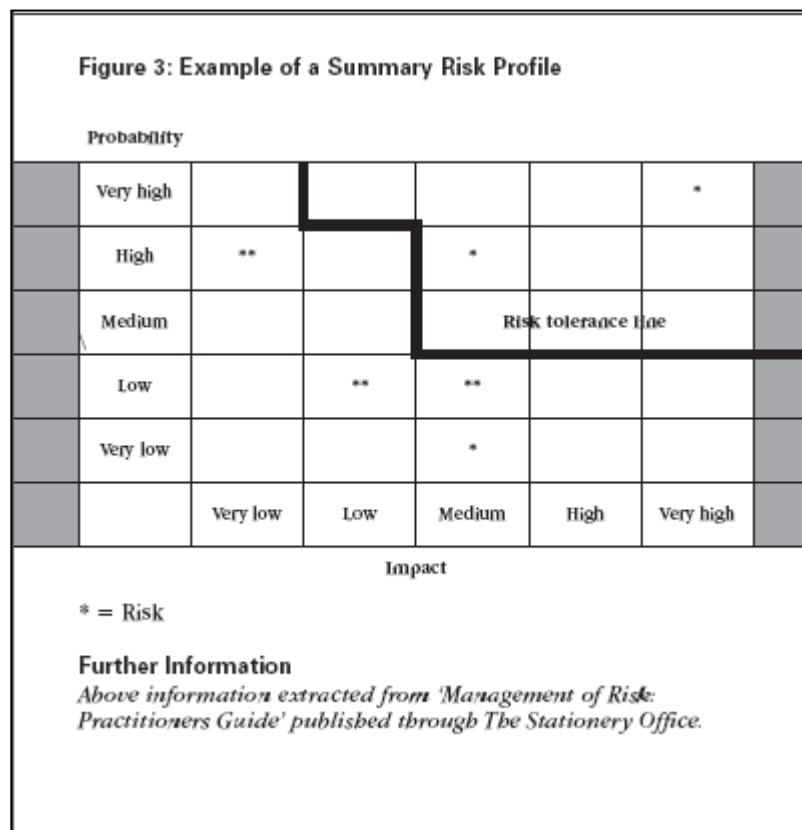 Figure 3: Example of a Summary Risk Profile
Probability
Very high *
High ** *
Medium Risk tolerance line
Low ** **
Very low *
Very low Low Medium High Very high
Impact
* = Risk
Further Information
Above information extracted from 'Management of Risk:
Practitioners Guide' published through The Stationery Office.